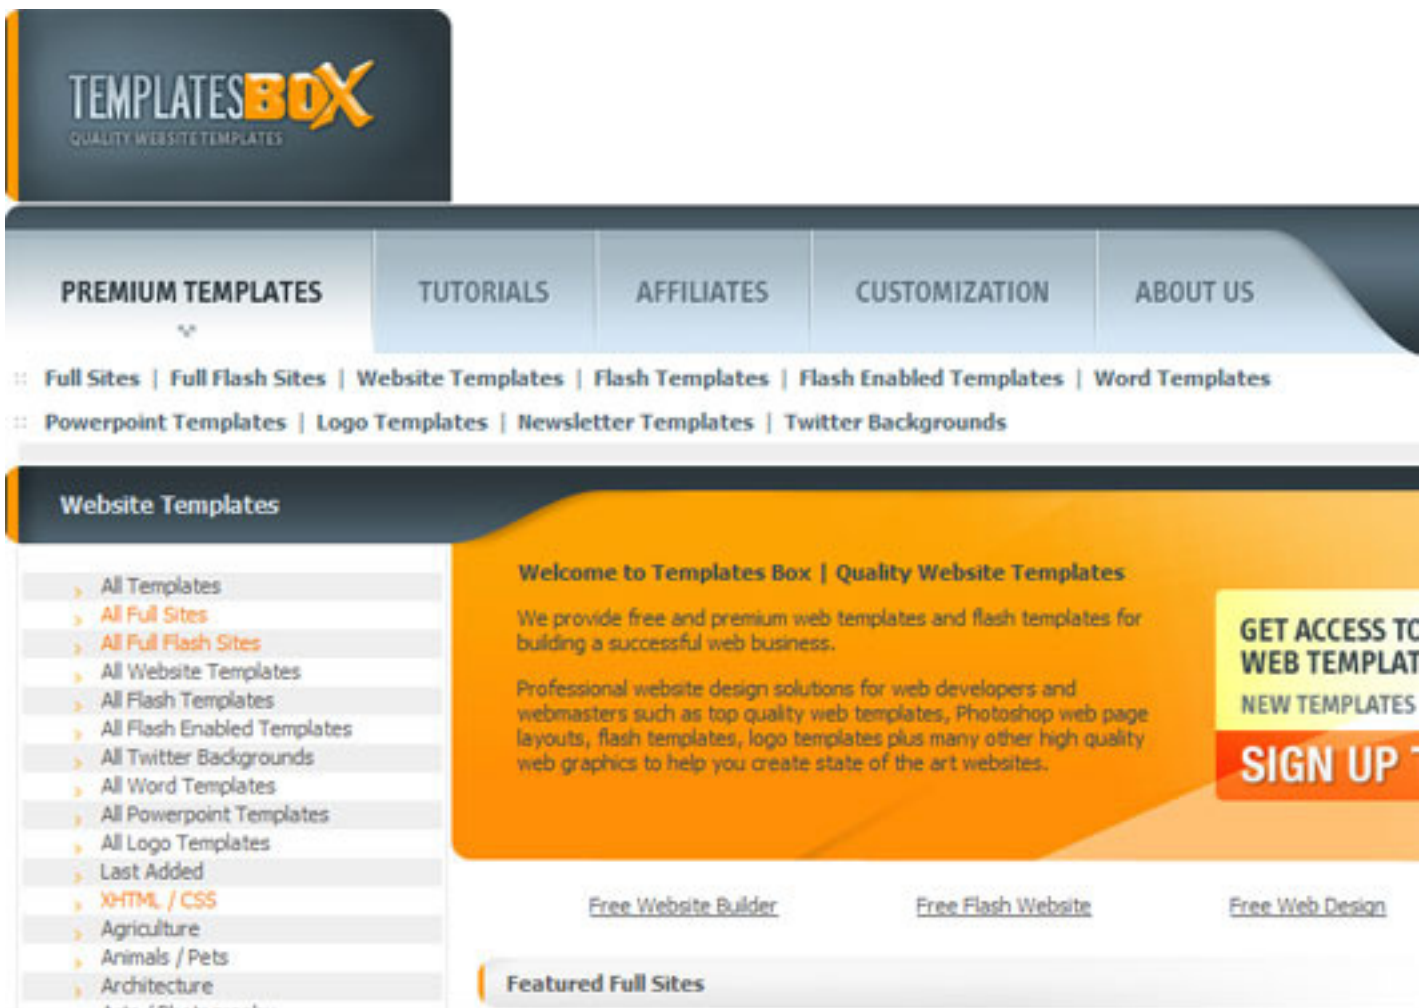 TEMPLATESBOX
QUALITY WEBSITE TEMPLATES
PREMIUM TEMPLATES TUTORIALS AFFILIATES CUSTOMIZATION ABOUT US
Full Sites | Full Flash Sites | Website Templates | Flash Templates | Flash Enabled Templates | Word Templates
Powerpoint Templates | Logo Templates | Newsletter Templates | Twitter Backgrounds
Website Templates
All Templates
All Full Sites
All Full Flash Sites
All Website Templates
All Flash Templates
All Flash Enabled Templates
All Twitter Backgrounds
All Word Templates
All Powerpoint Templates
All Logo Templates
Last Added
XHTML / CSS
Agriculture
Animals / Pets
Architecture
Welcome to Templates Box | Quality Website Templates
We provide free and premium web templates and flash templates for
building a successful web business.
Professional website design solutions for web developers and
webmasters such as top quality web templates, Photoshop web page
layouts, flash templates, logo templates plus many other high quality
web graphics to help you create state of the art websites.
GET ACCESS TO
WEB TEMPLAT
NEW TEMPLATES
SIGN UP
Free Website Builder Free Flash Website Free Web Design
Featured Full Sites